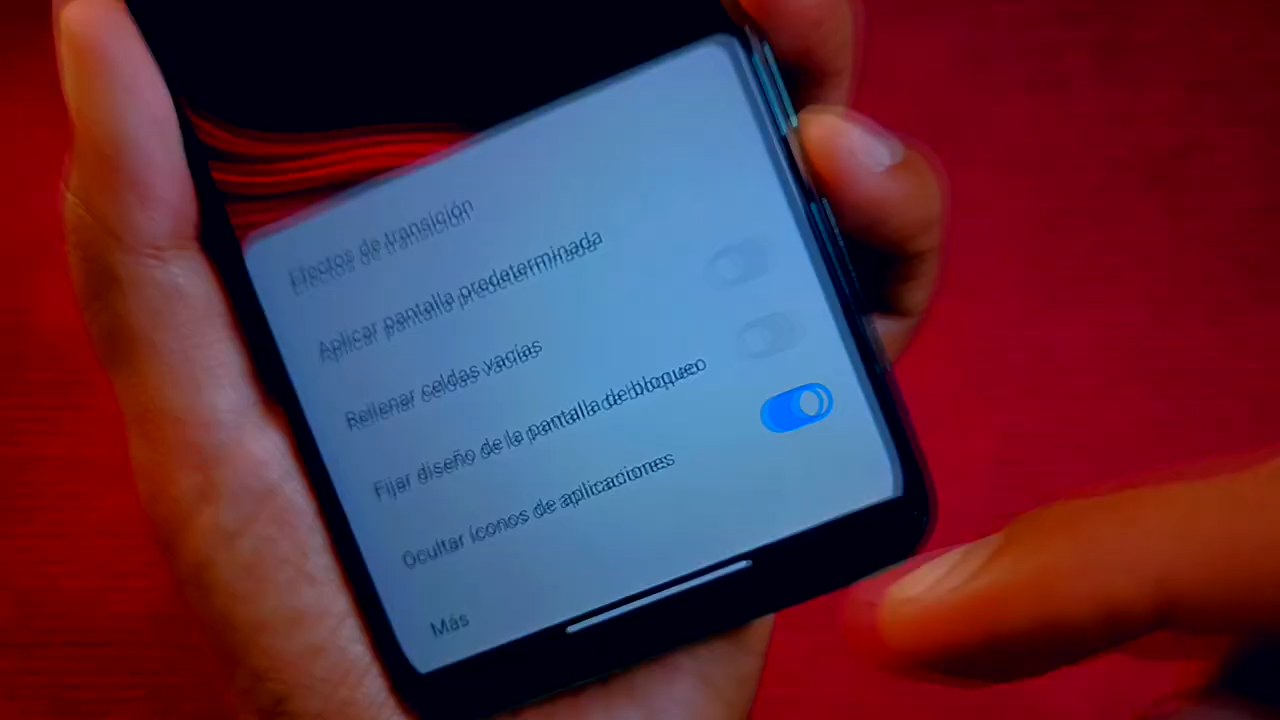 Efectos de transición
Aplicar pantalla predeterminada
Rellenar celdas vacías
Fijar diseño de la pantalla de bloqueo
Ocultar íconos de aplicaciones
Más